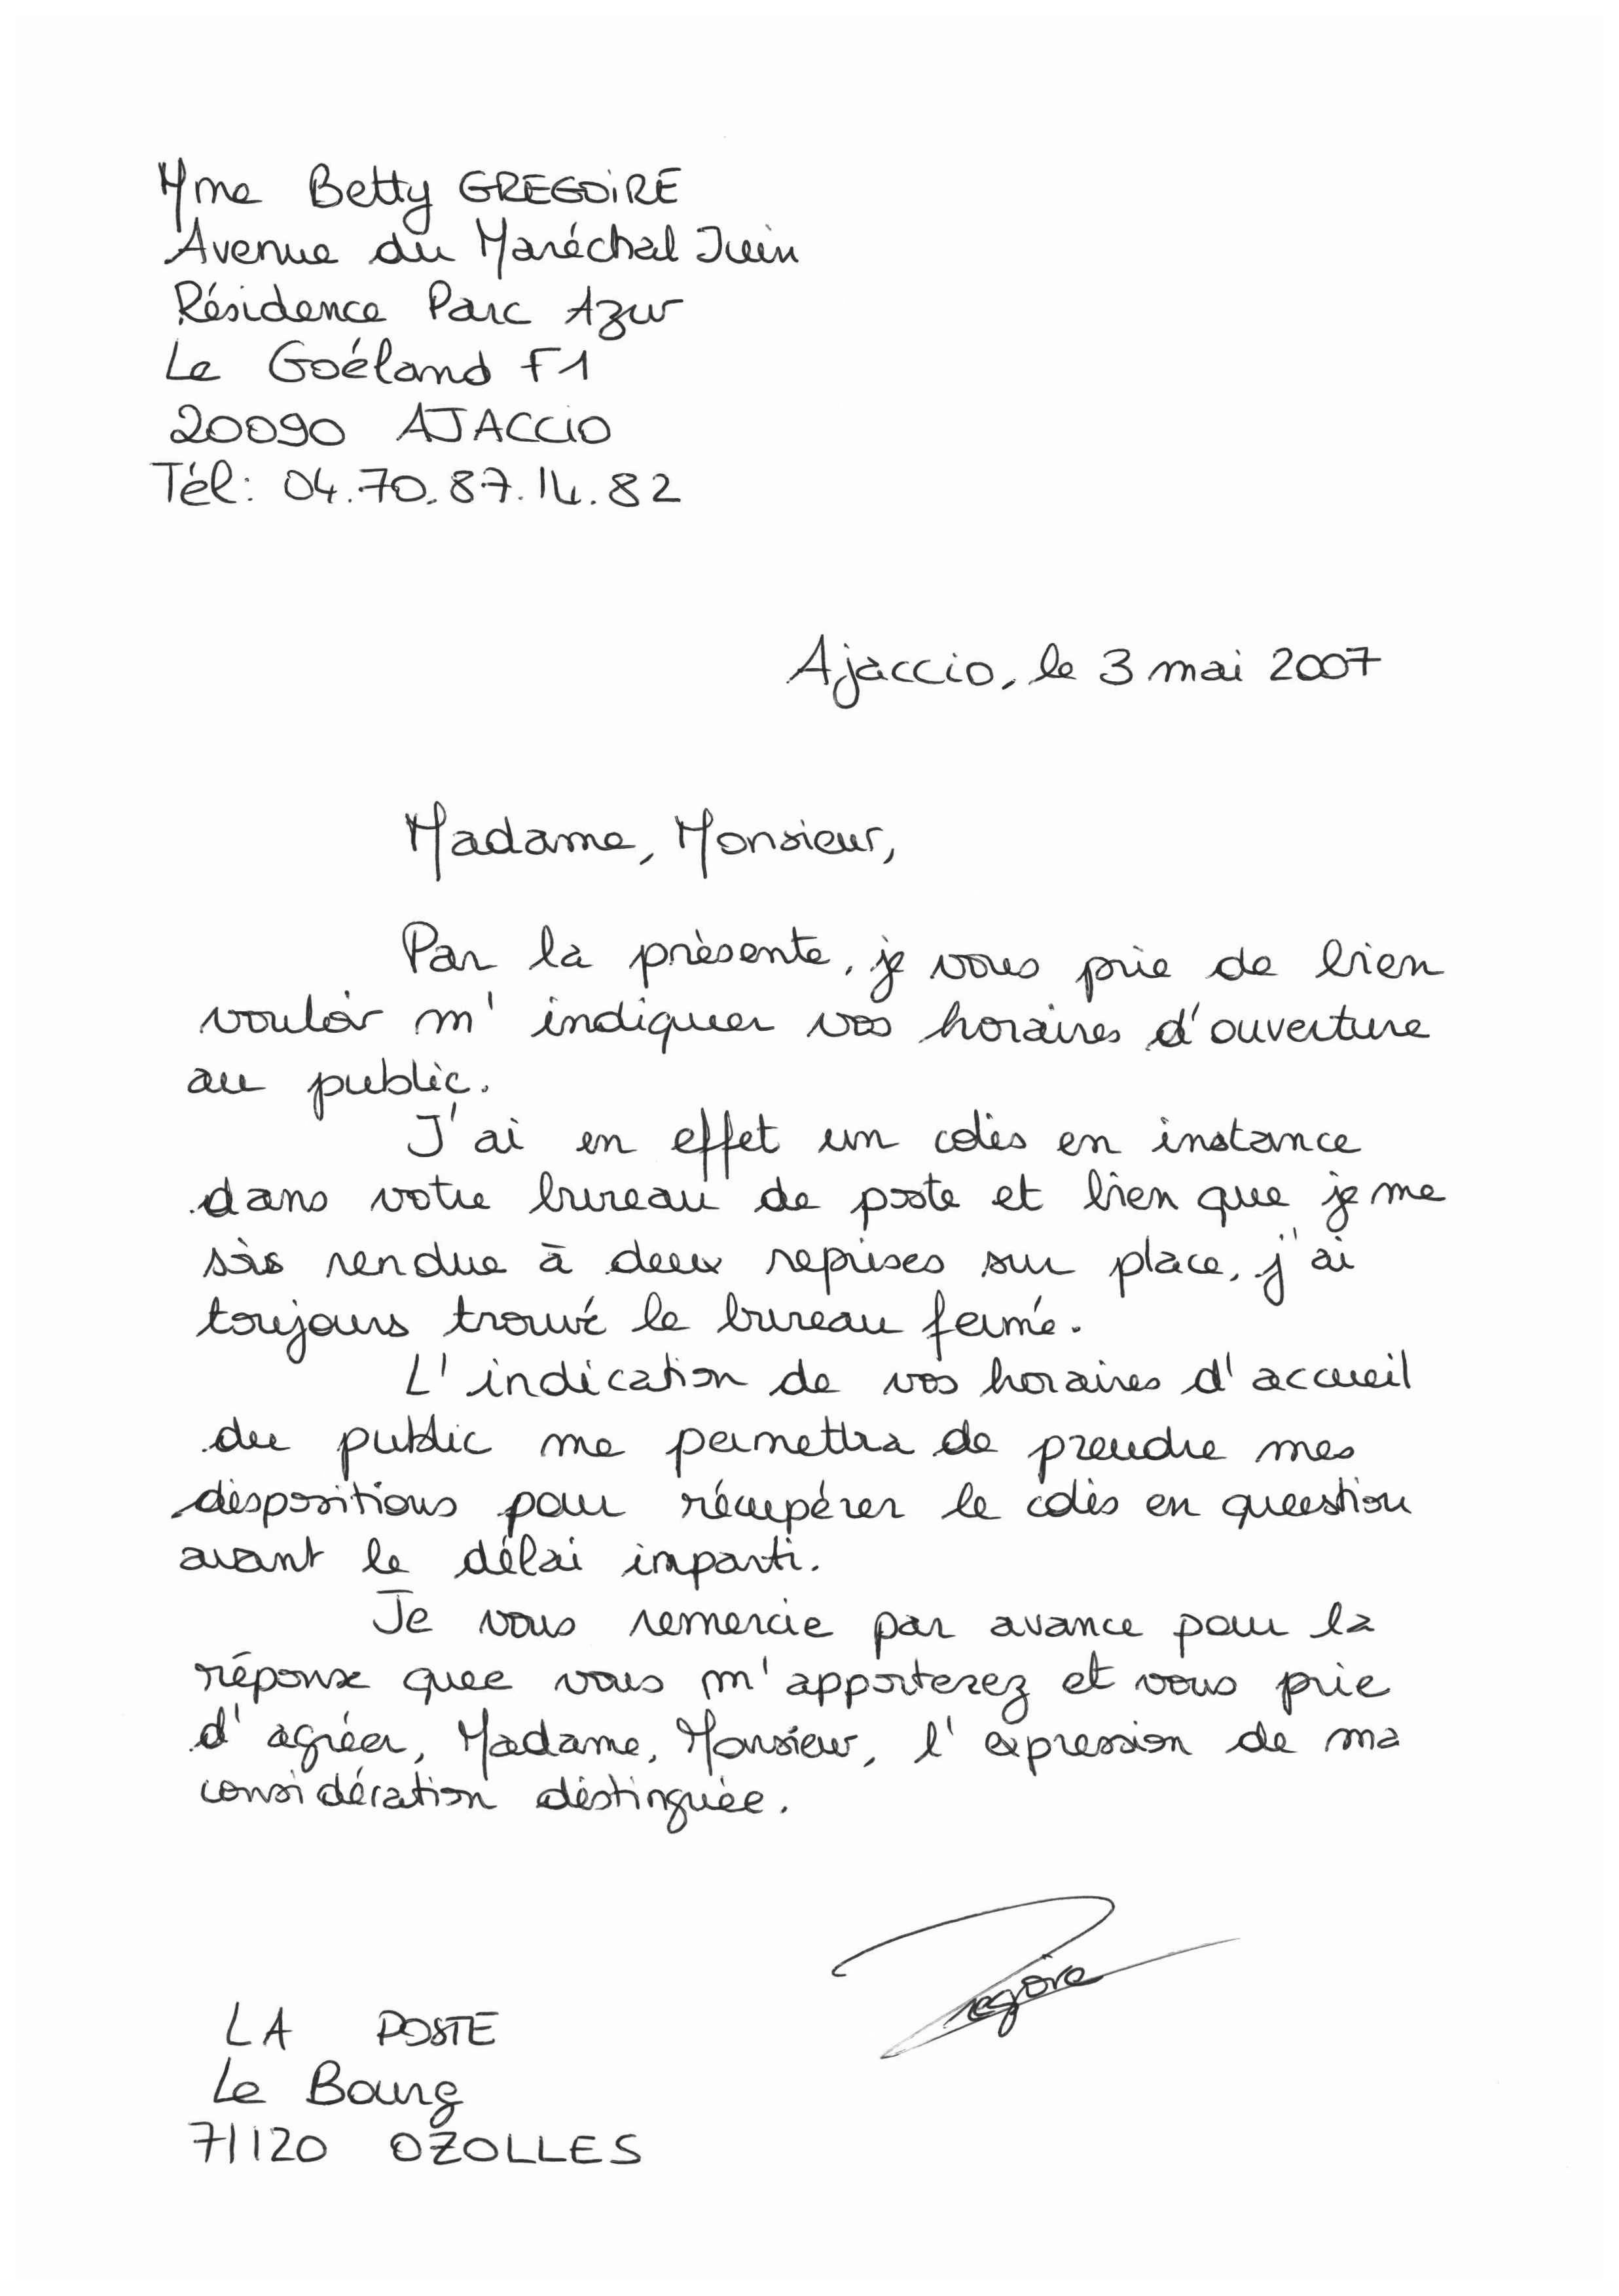 Mme Betty GREGOIRE
Avenue du Maréchal Juin
Résidence Parc Azur
Le Goéland F1
20090 AJACCIO
Tél: 04.70.87.14.82
Ajaccio, le 3 mai 2007
Madame, Monsieur,
Par la présente, je vous prie de bien
vouloir m'indiquer vos horaires d'ouverture
au public.
J'ai en effet un colis en instance
dans votre bureau de poste et bien que je me
sois rendue à deux reprises sur place, j'ai
toujours trouvé le bureau fermé.
L'indication de vos horaires d'accueil
du public me permettra de prendre mes
dispositions pour récupérer le colis en question
avant le délai imparti.
Je vous remercie par avance pour la
réponse que vous m'apporterez et vous prie
d'agréer, Madame, Monsieur, l'expression de ma
considération distinguée.
Gregoire
LA POSTE
Le Bourg
71120 OZOLLES